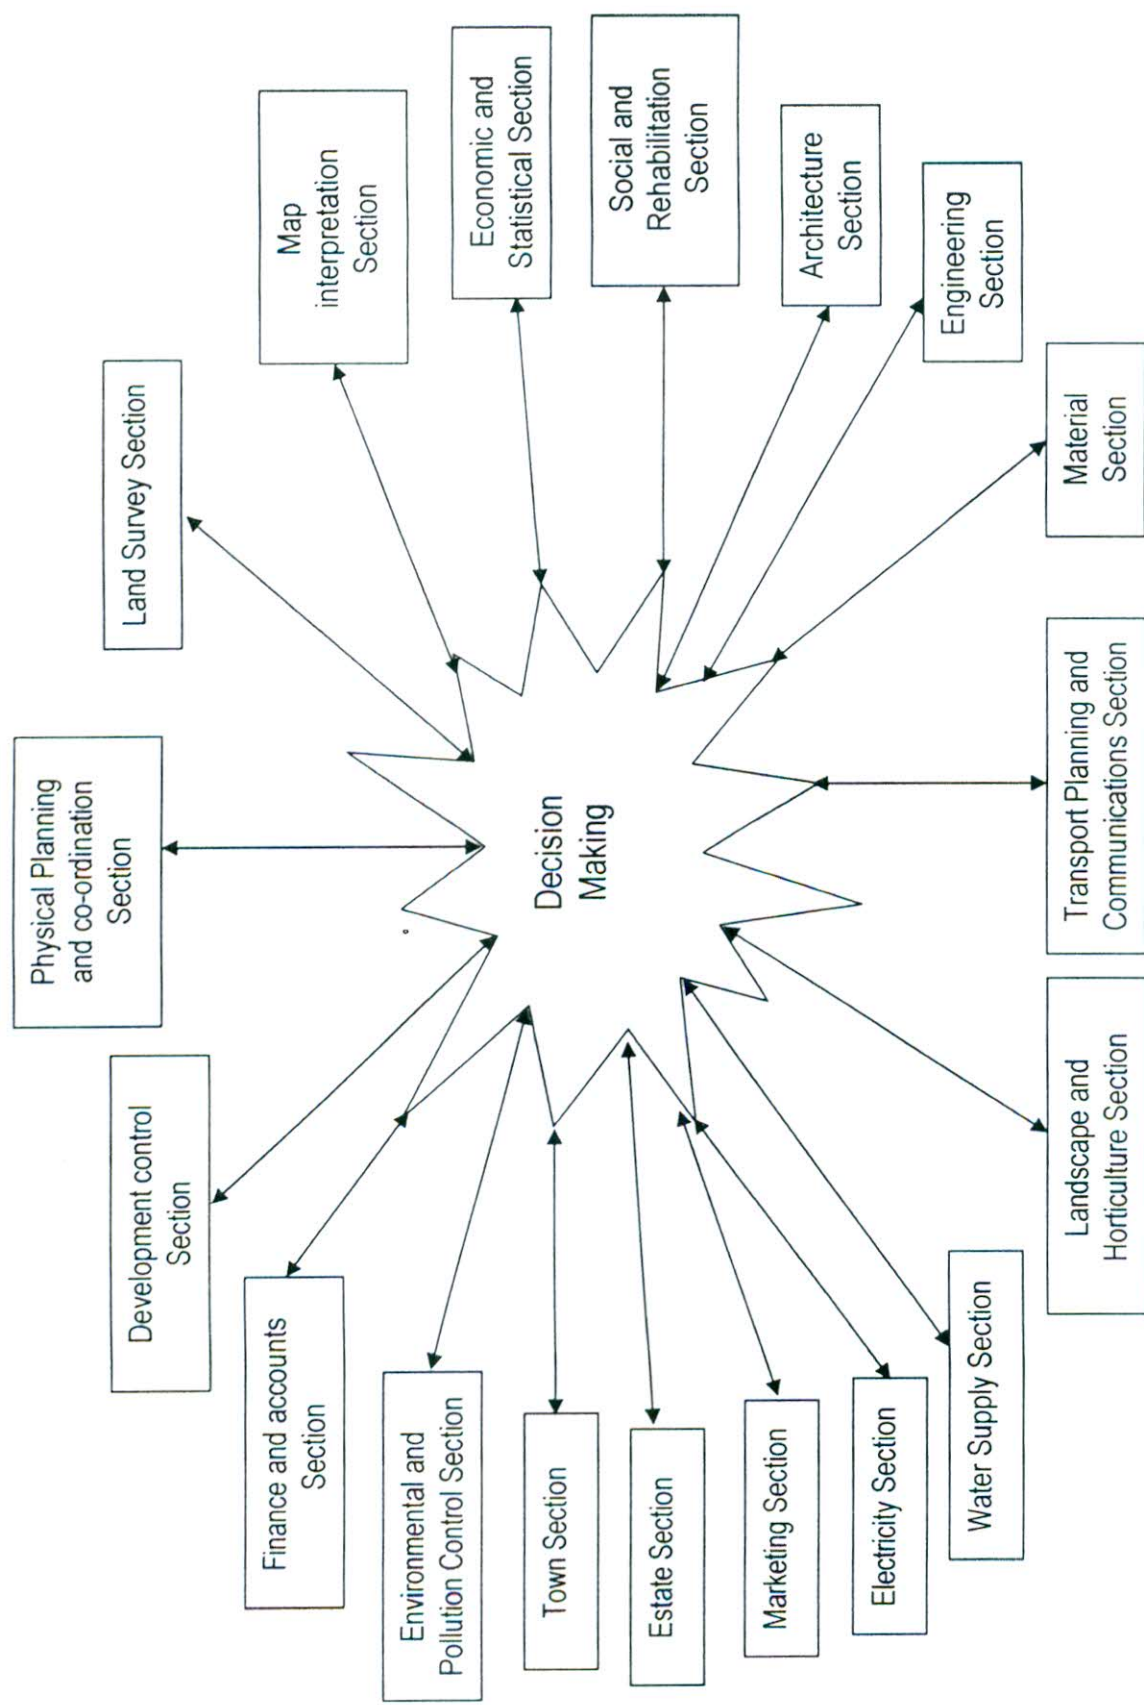 Physical Planning
and co-ordination
Section
Land Survey Section
Map
interpretation
Section
Economic and
Statistical Section
Social and
Rehabilitation
Section
Architecture
Section
Engineering
Section
Material
Section
Transport Planning and
Communications Section
Landscape and
Horticulture Section
Water Supply Section
Electricity Section
Marketing Section
Estate Section
Town Section
Environmental and
Pollution Control Section
Finance and accounts
Section
Development control
Section
Decision
Making